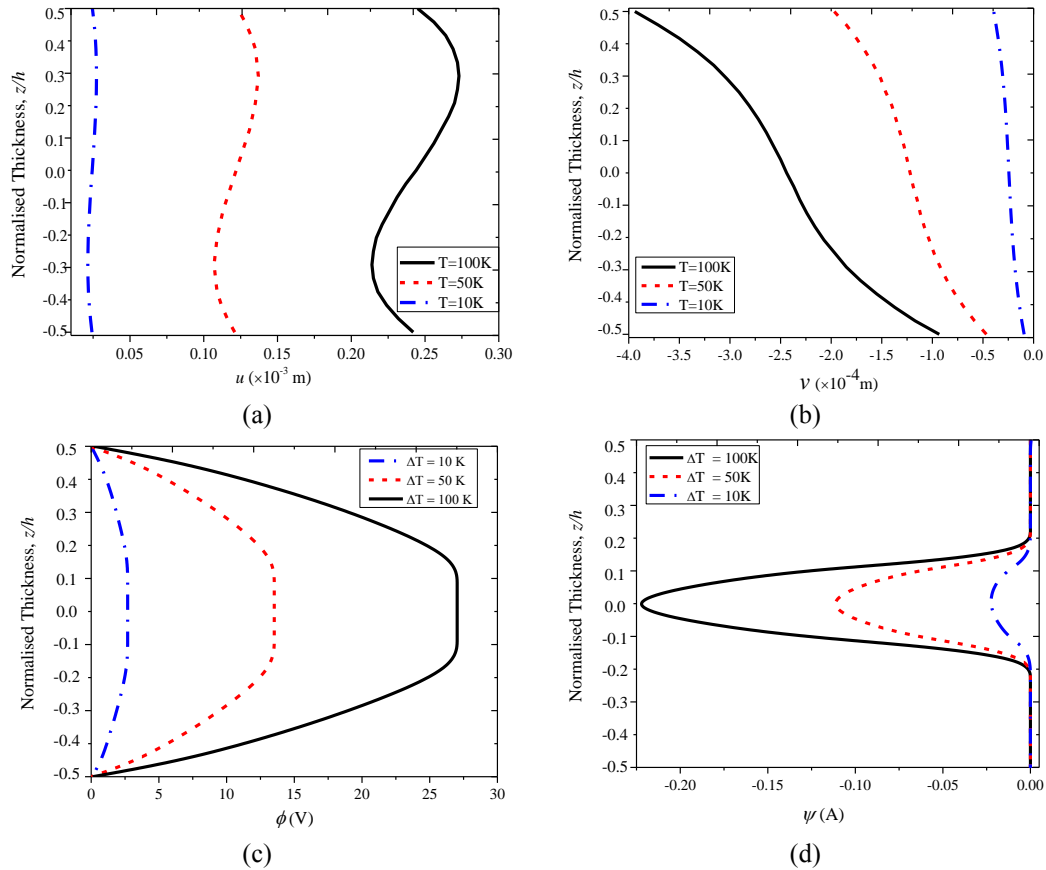 0.5
0.4
0.3
0.2
0.1
0.0
-0.1
-0.2
-0.3
-0.4
-0.5
Normalised Thickness, z/h
T=100K
T=50K
T=10K
0.05 0.10 0.15 0.20 0.25 0.30
u (×10⁻³ m)
(a)
0.5
0.4
0.3
0.2
0.1
0.0
-0.1
-0.2
-0.3
-0.4
-0.5
Normalised Thickness, z/h
T=100K
T=50K
T=10K
-4.0 -3.5 -3.0 -2.5 -2.0 -1.5 -1.0 -0.5 0.0
v (×10⁻⁴m)
(b)
0.5
0.4
0.3
0.2
0.1
0.0
-0.1
-0.2
-0.3
-0.4
-0.5
Normalised Thickness, z/h
ΔT = 10 K
ΔT = 50 K
ΔT = 100 K
0 5 10 15 20 25 30
ϕ (V)
(c)
0.5
0.4
0.3
0.2
0.1
0.0
-0.1
-0.2
-0.3
-0.4
-0.5
Normalised Thickness, z/h
ΔT = 100K
ΔT = 50K
ΔT = 10K
-0.20 -0.15 -0.10 -0.05 0.00
ψ (A)
(d)